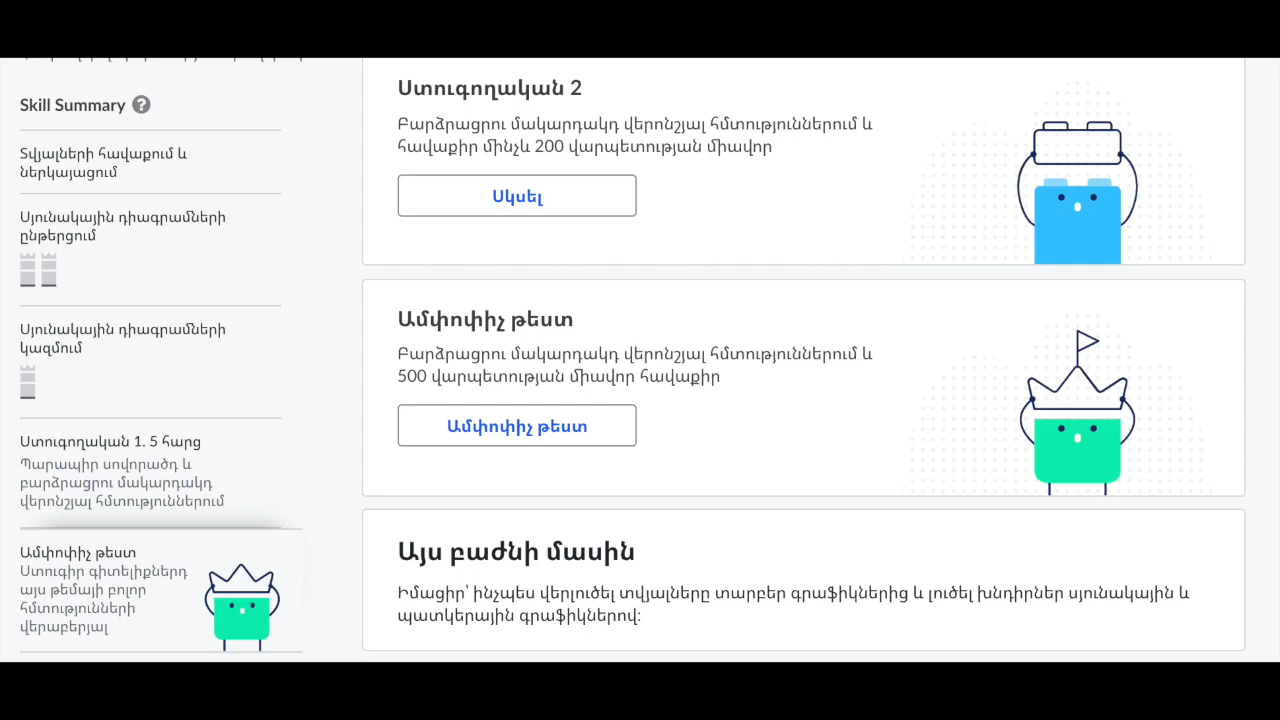 Skill Summary ?
Տվյալների հավաքում և
ներկայացում
Սյունակային դիագրամների
ընթերցում
Սյունակային դիագրամների
կազմում
Ստուգողական 1. 5 հարց
Պարապիր սովորածդ և
բարձրացրու մակարդակդ
վերոնշյալ հմտություններում
Ամփոփիչ թեստ
Ստուգիր գիտելիքներդ
այս թեմայի բոլոր
հմտությունների
վերաբերյալ
Ստուգողական 2
Բարձրացրու մակարդակդ վերոնշյալ հմտություններում և
հավաքիր մինչև 200 վարպետության միավոր
Սկսել
Ամփոփիչ թեստ
Բարձրացրու մակարդակդ վերոնշյալ հմտություններում և
500 վարպետության միավոր հավաքիր
Ամփոփիչ թեստ
Այս բաժնի մասին
Իմացիր՝ ինչպես վերլուծել տվյալները տարբեր գրաֆիկներից և լուծել խնդիրներ սյունակային և
պատկերային գրաֆիկներով: